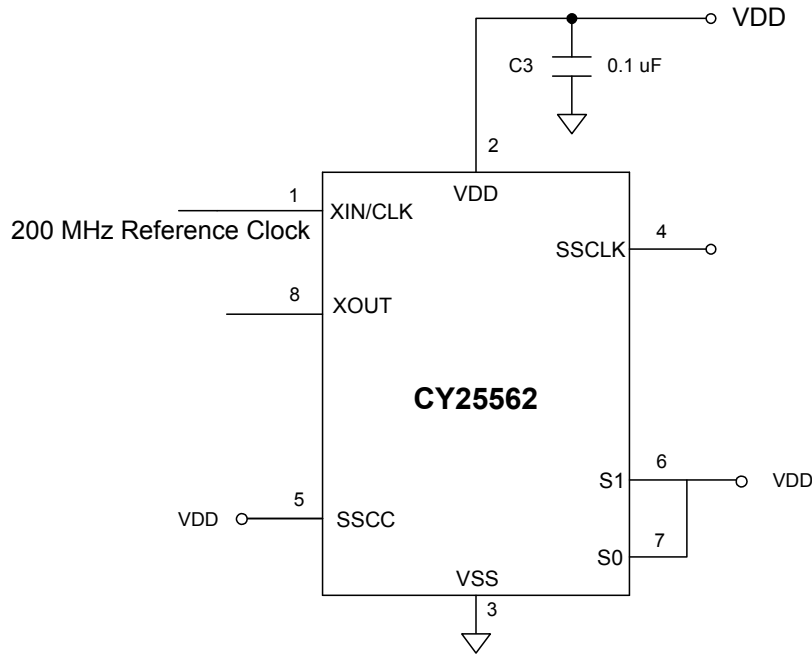 VDD
C3 0.1 uF
2
1 XIN/CLK VDD
200 MHz Reference Clock
SSCLK 4
8 XOUT
CY25562
S1 6 VDD
VDD 5 SSCC
S0 7
VSS
3